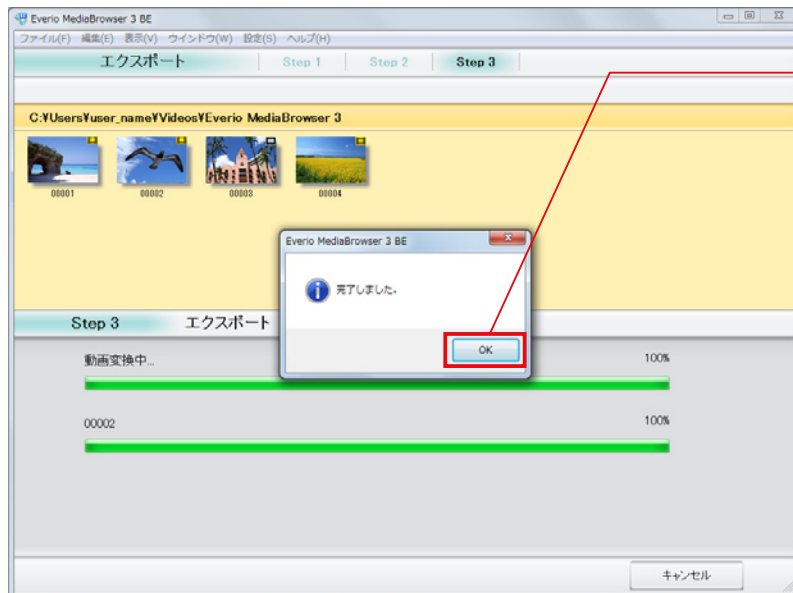 Everio MediaBrowser 3 BE
ファイル(F) 編集(E) 表示(V) ウインドウ(W) 設定(S) ヘルプ(H)
エクスポート Step 1 Step 2 Step 3
C:¥Users¥user_name¥Videos¥Everio MediaBrowser 3
00001 00002 00003 00004
Everio MediaBrowser 3 BE
完了しました。
OK
Step 3 エクスポート
動画変換中... 100%
00002 100%
キャンセル